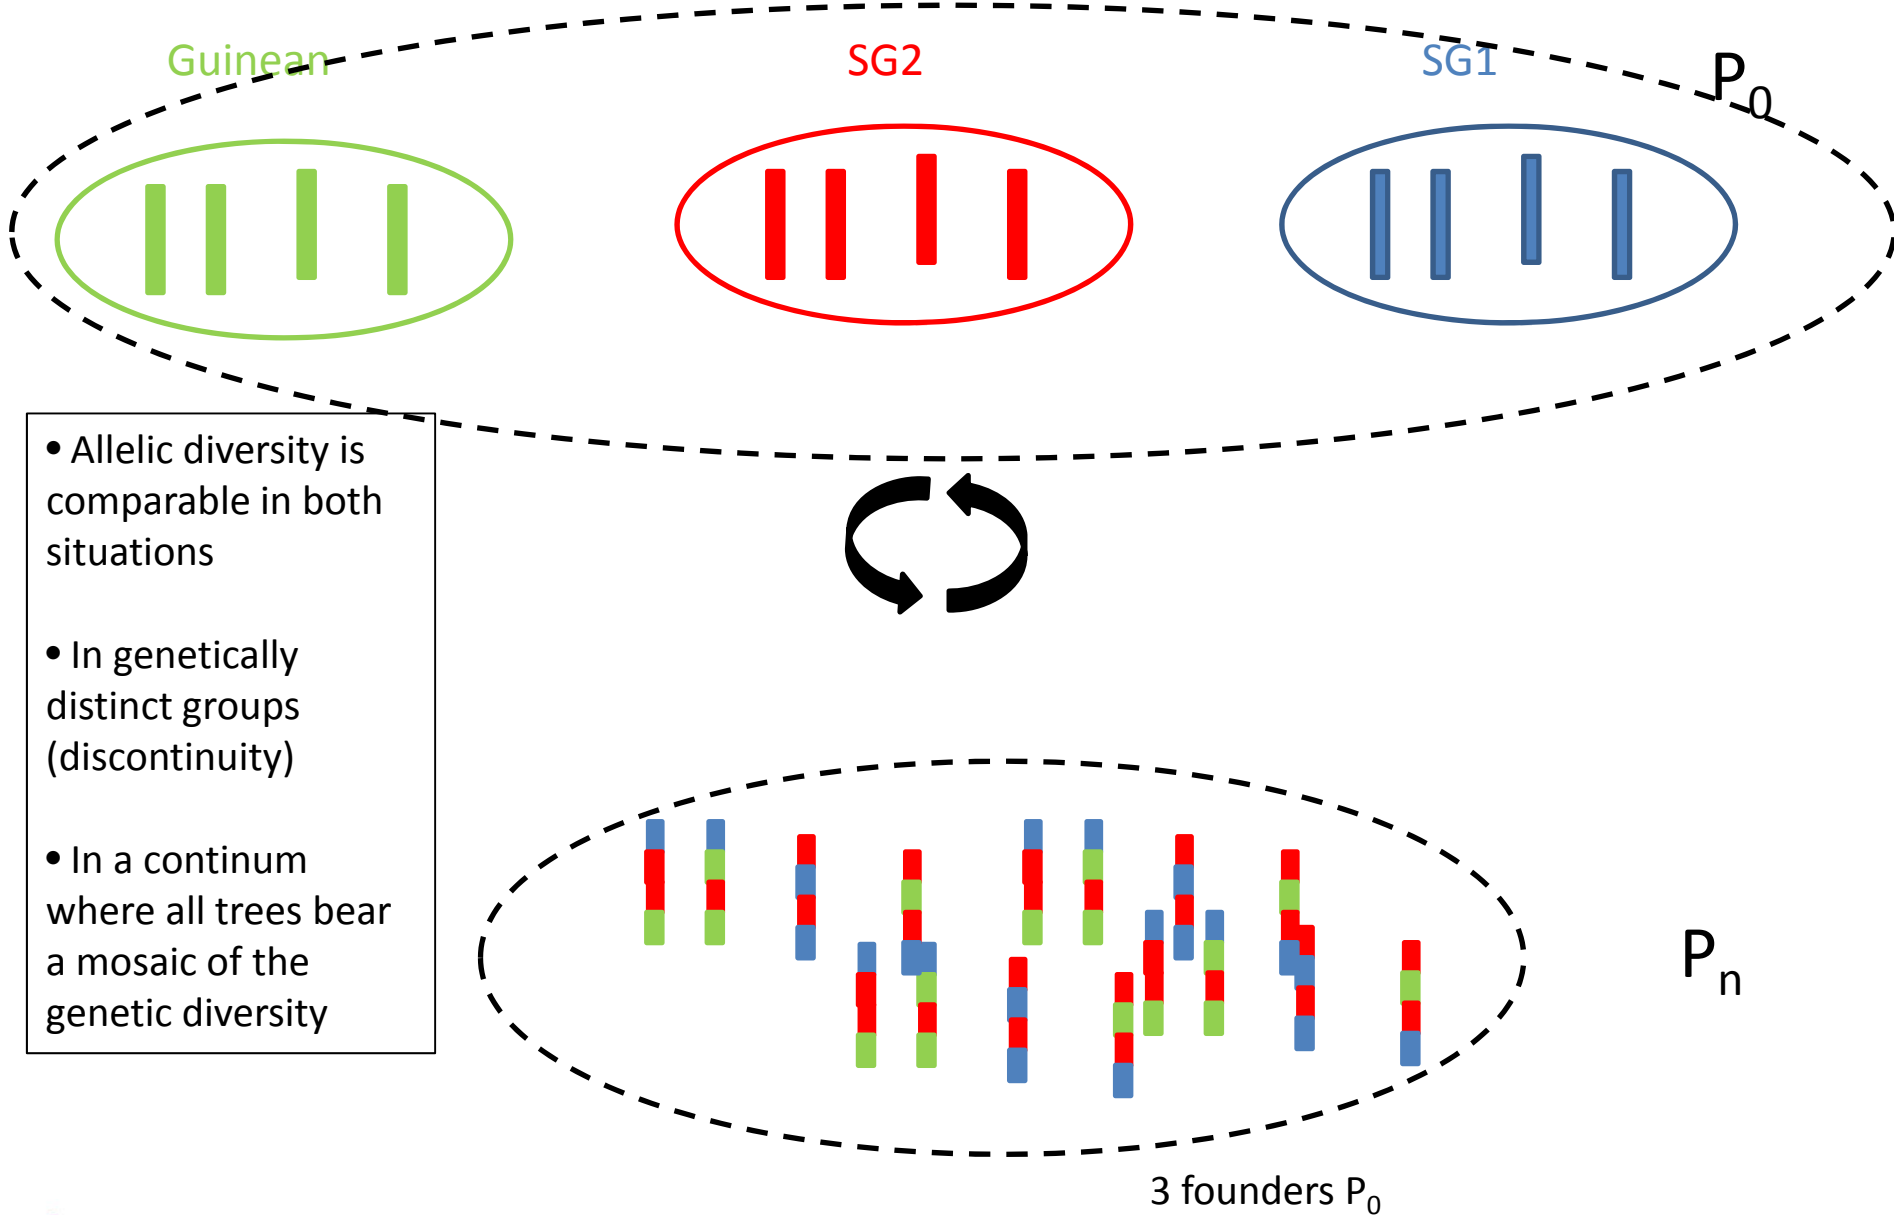 Guinean
SG2
SG1
P0
• Allelic diversity is
comparable in both
situations
• In genetically
distinct groups
(discontinuity)
• In a continum
where all trees bear
a mosaic of the
genetic diversity
Pn
3 founders P0